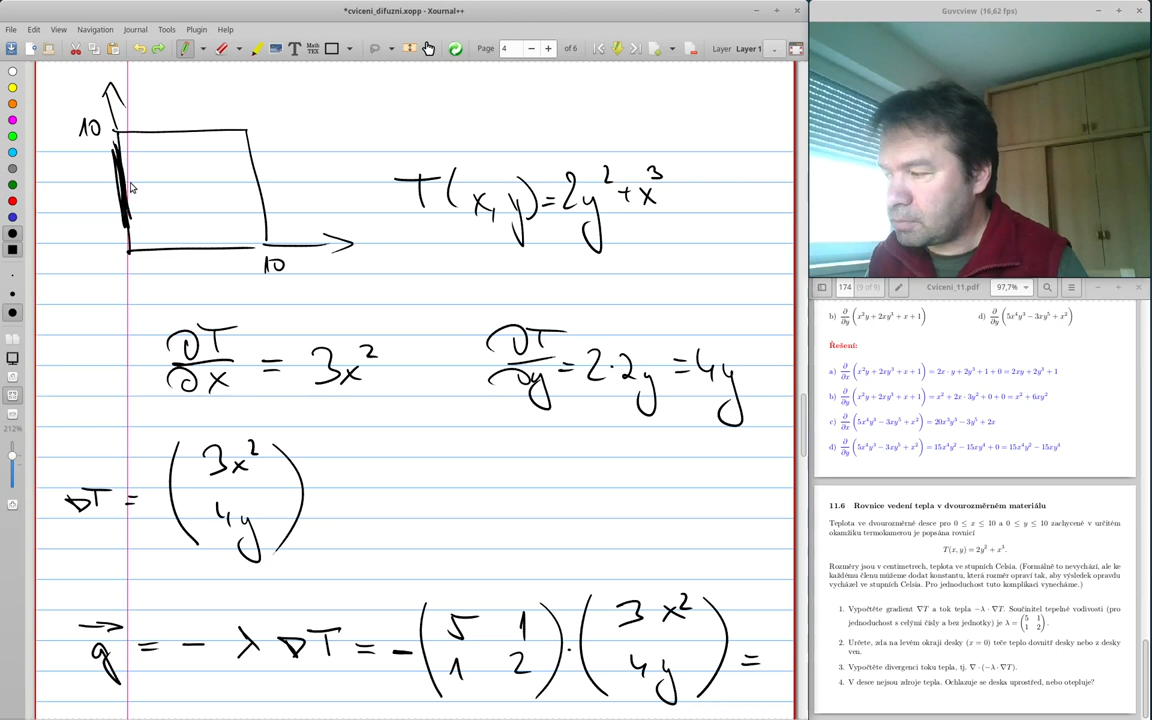 *cviceni_difuzni.xopp - Xournal++
File Edit View Navigation Journal Tools Plugin Help
Page 4 of 6 Layer Layer 1
212%
10
10
T(x,y)=2y²+x³
∂T/∂x = 3x²
∂T/∂y = 2·2y = 4y
∇T = (3x² 4y)
q = - λ ∇T = - (5 1 1 2) · (3x² 4y) =
Guvcview (16,62 fps)
174 (9 of 9) Cviceni_11.pdf 97,7%
b) ∂/∂y (x²y + 2xy³ + x + 1) d) ∂/∂y (5x⁴y³ − 3xy⁵ + x²)
Řešení:
a) ∂/∂x (x²y + 2xy³ + x + 1) = 2x · y + 2y³ + 1 + 0 = 2xy + 2y³ + 1
b) ∂/∂y (x²y + 2xy³ + x + 1) = x² + 2x · 3y² + 0 + 0 = x² + 6xy²
c) ∂/∂x (5x⁴y³ − 3xy⁵ + x²) = 20x³y³ − 3y⁵ + 2x
d) ∂/∂y (5x⁴y³ − 3xy⁵ + x²) = 15x⁴y² − 15xy⁴ + 0 = 15x⁴y² − 15xy⁴
11.6 Rovnice vedení tepla v dvourozměrném materiálu
Teplota ve dvourozměrné desce pro 0 ≤ x ≤ 10 a 0 ≤ y ≤ 10 zachycené v určitém
okamžiku termokamerou je popsána rovnicí
T(x, y) = 2y² + x³.
Rozměry jsou v centimetrech, teplota ve stupních Celsia. (Formálně to nevychází, ale ke
každému členu můžeme dodat konstantu, která rozměr opraví tak, aby výsledek opravdu
vycházel ve stupních Celsia. Pro jednoduchost tuto komplikaci vynecháme.)
1. Vypočtěte gradient ∇T a tok tepla −λ · ∇T. Součinitel tepelné vodivosti (pro
jednoduchost s celými čísly a bez jednotky) je λ = (5 1 1 2).
2. Určete, zda na levém okraji desky (x = 0) teče teplo dovnitř desky nebo z desky
ven.
3. Vypočtěte divergenci toku tepla, tj. ∇ · (−λ · ∇T).
4. V desce nejsou zdroje tepla. Ochlazuje se deska uprostřed, nebo otepluje?